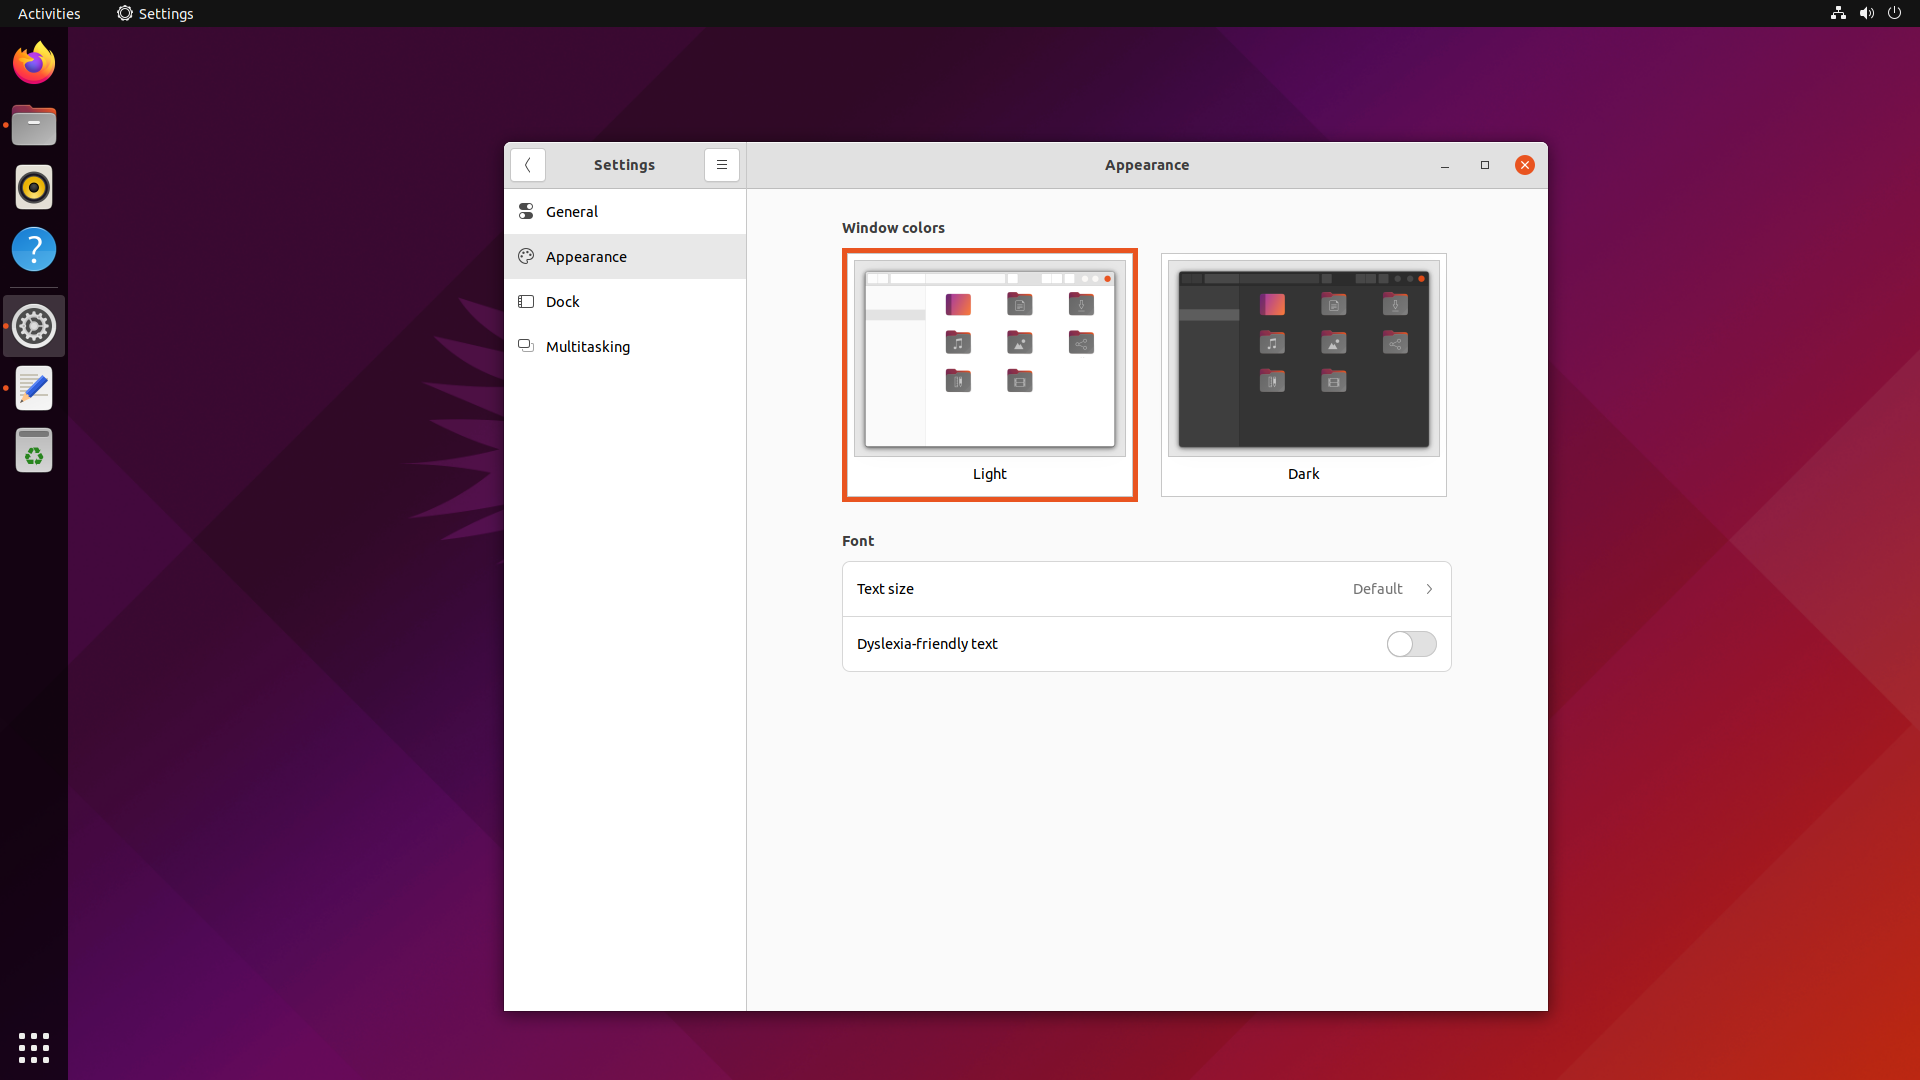 Activities
Settings
Settings
Appearance
General
Appearance
Dock
Multitasking
Window colors
Light
Dark
Font
Text size
Default
Dyslexia-friendly text